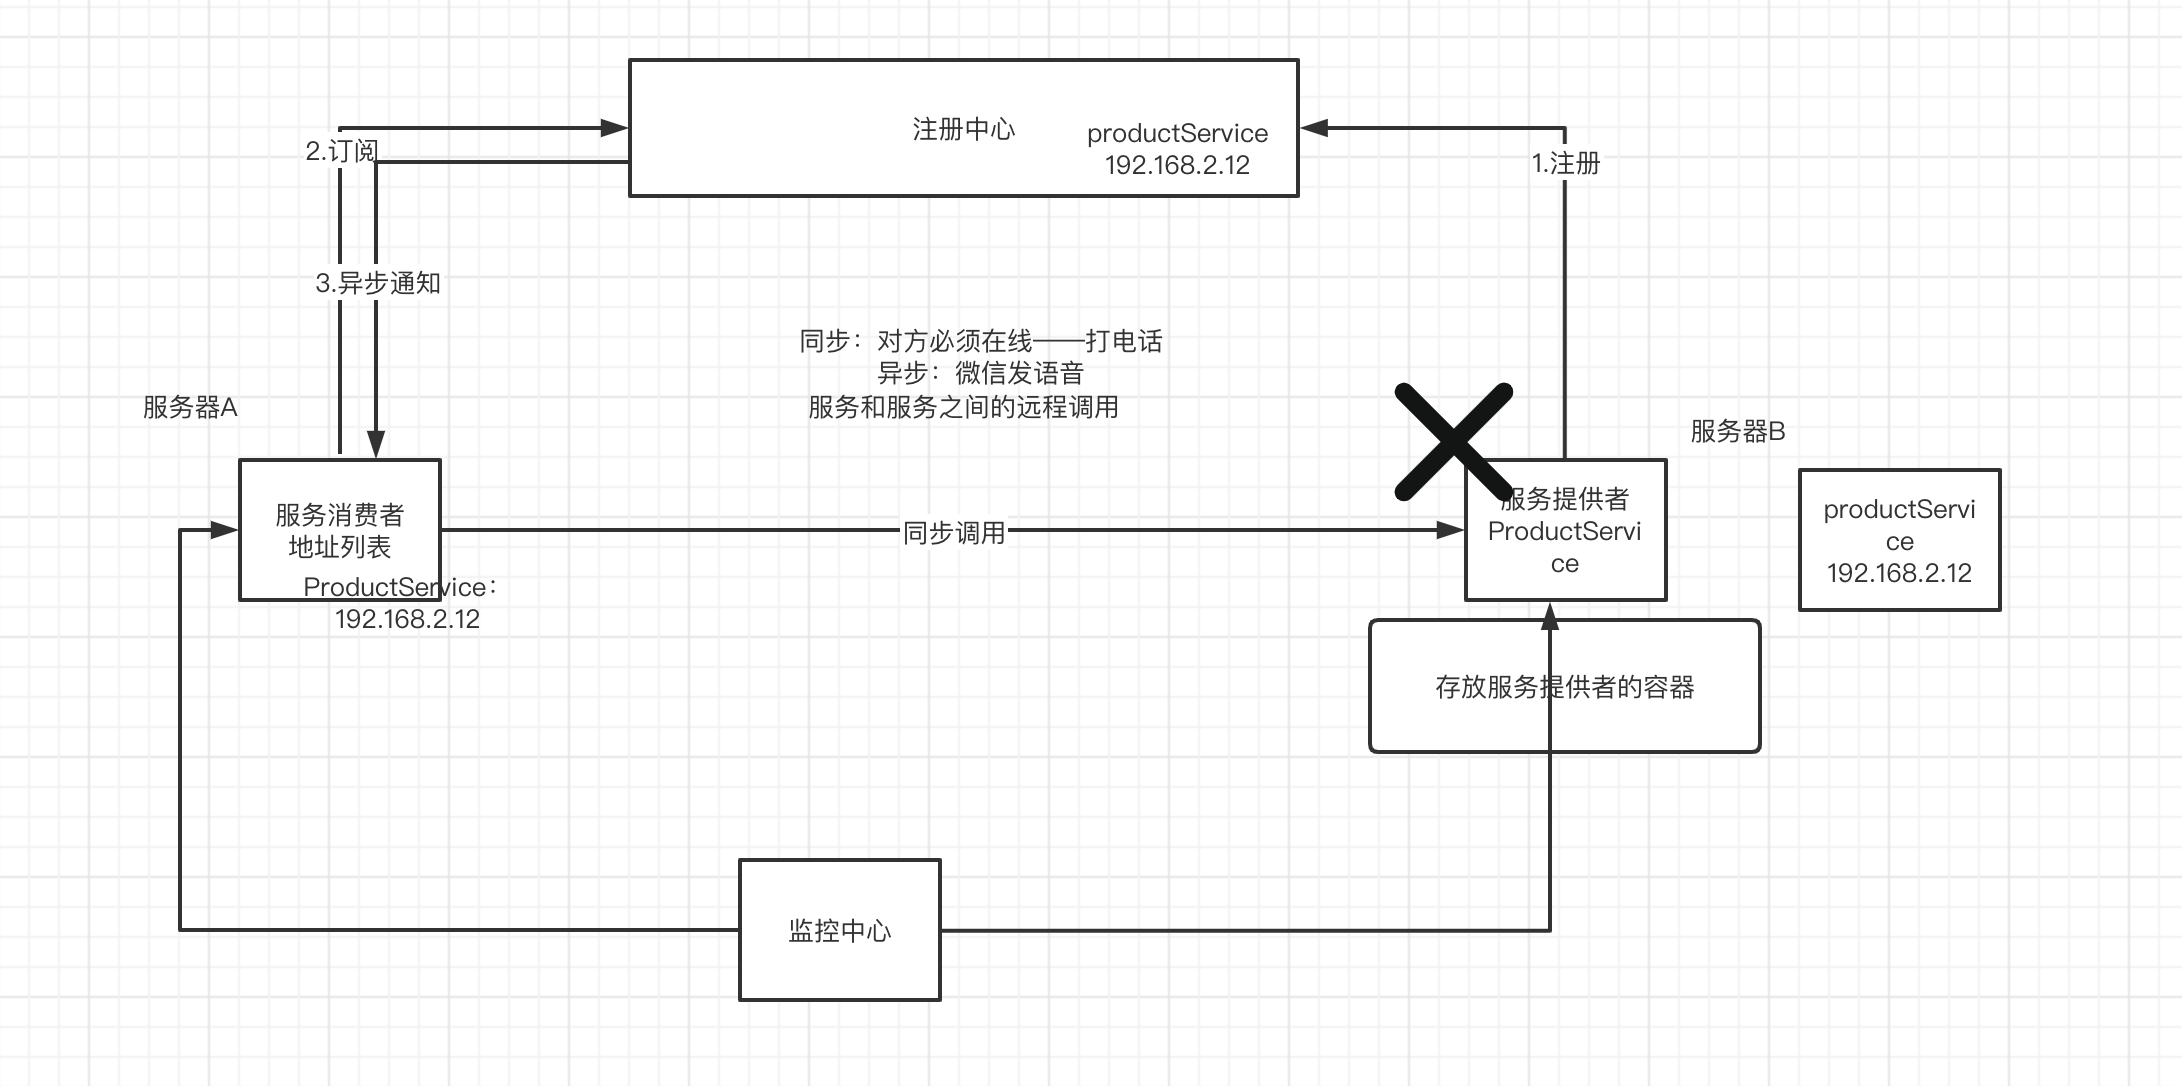 注册中心
productService
192.168.2.12
2.订阅
1.注册
3.异步通知
同步：对方必须在线——打电话
异步：微信发语音
服务和服务之间的远程调用
服务器A
服务器B
服务消费者
地址列表
ProductService：
192.168.2.12
同步调用
服务提供者
ProductServi
ce
productServi
ce
192.168.2.12
存放服务提供者的容器
监控中心